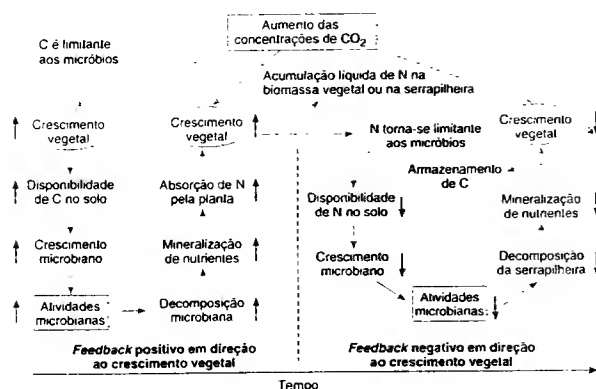 Aumento das
concentrações de CO2
C é limitante
aos micróbios
Acumulação líquida de N na
biomassa vegetal ou na serrapilheira
Crescimento
vegetal
Crescimento
vegetal
N torna-se limitante
aos micróbios
Crescimento
vegetal
Armazenamento
de C
Disponibilidade
de C no solo
Absorção de N
pela planta
Disponibilidade
de N no solo
Mineralização
de nutrientes
Crescimento
microbiano
Mineralização
de nutrientes
Crescimento
microbiano
Decomposição
da serrapilheira
Atividades
microbianas
Decomposição
microbiana
Atividades
microbianas
Feedback positivo em direção
ao crescimento vegetal
Feedback negativo em direção
ao crescimento vegetal
Tempo